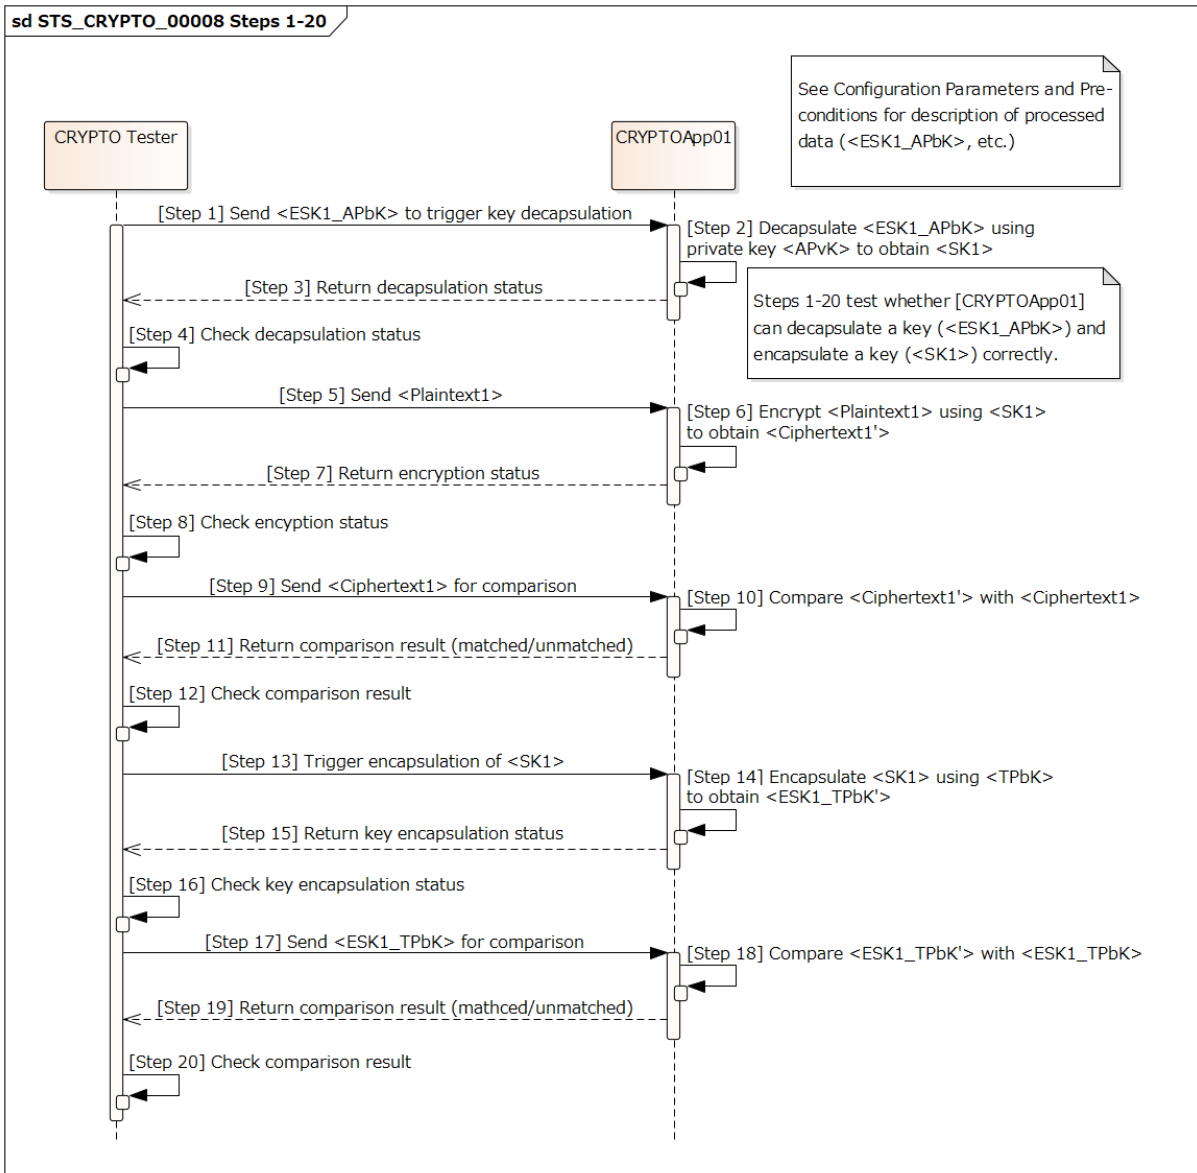 sd STS_CRYPTO_00008 Steps 1-20
See Configuration Parameters and Pre-
conditions for description of processed
data (<ESK1_APbK>, etc.)
CRYPTO Tester
CRYPTOApp01
[Step 1] Send <ESK1_APbK> to trigger key decapsulation
[Step 2] Decapsulate <ESK1_APbK> using
private key <APvK> to obtain <SK1>
[Step 3] Return decapsulation status
Steps 1-20 test whether [CRYPTOApp01]
can decapsulate a key (<ESK1_APbK>) and
encapsulate a key (<SK1>) correctly.
[Step 4] Check decapsulation status
[Step 5] Send <Plaintext1>
[Step 6] Encrypt <Plaintext1> using <SK1>
to obtain <Ciphertext1'>
[Step 7] Return encryption status
[Step 8] Check encyption status
[Step 9] Send <Ciphertext1> for comparison
[Step 10] Compare <Ciphertext1'> with <Ciphertext1>
[Step 11] Return comparison result (matched/unmatched)
[Step 12] Check comparison result
[Step 13] Trigger encapsulation of <SK1>
[Step 14] Encapsulate <SK1> using <TPbK>
to obtain <ESK1_TPbK'>
[Step 15] Return key encapsulation status
[Step 16] Check key encapsulation status
[Step 17] Send <ESK1_TPbK> for comparison
[Step 18] Compare <ESK1_TPbK'> with <ESK1_TPbK>
[Step 19] Return comparison result (mathced/unmatched)
[Step 20] Check comparison result